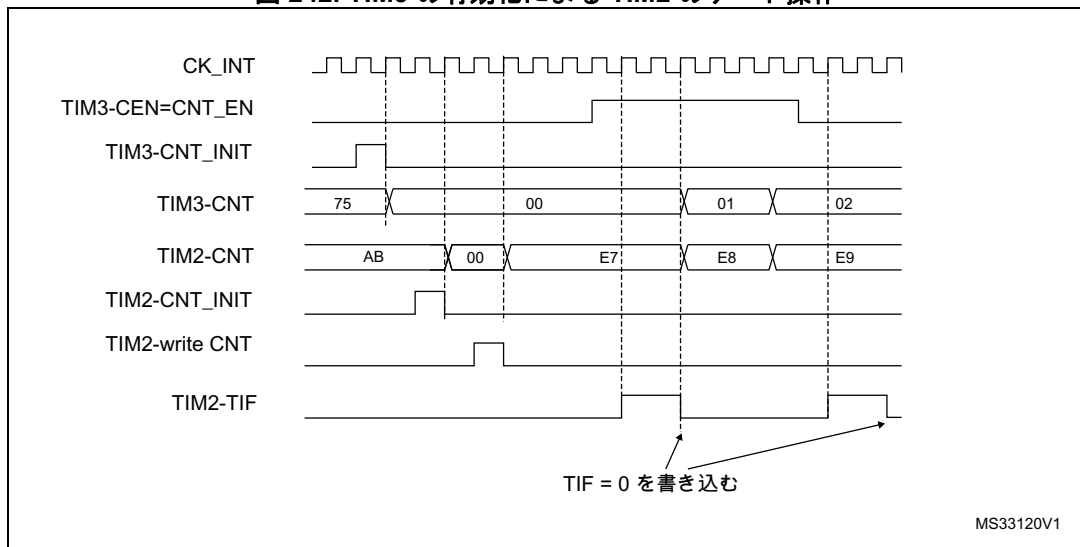 CK_INT
TIM3-CEN=CNT_EN
TIM3-CNT_INIT
TIM3-CNT 75 00 01 02
TIM2-CNT AB 00 E7 E8 E9
TIM2-CNT_INIT
TIM2-write CNT
TIM2-TIF
TIF = 0 を書き込む
MS33120V1